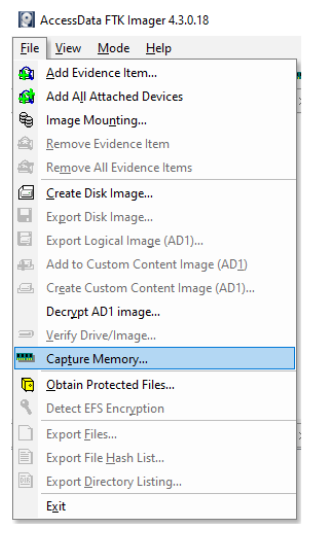 AccessData FTK Imager 4.3.0.18
File View Mode Help
Add Evidence Item...
Add All Attached Devices
Image Mounting...
Remove Evidence Item
Remove All Evidence Items
Create Disk Image...
Export Disk Image...
Export Logical Image (AD1)...
Add to Custom Content Image (AD1)
Create Custom Content Image (AD1)...
Decrypt AD1 image...
Verify Drive/Image...
Capture Memory...
Obtain Protected Files...
Detect EFS Encryption
Export Files...
Export File Hash List...
Export Directory Listing...
Exit